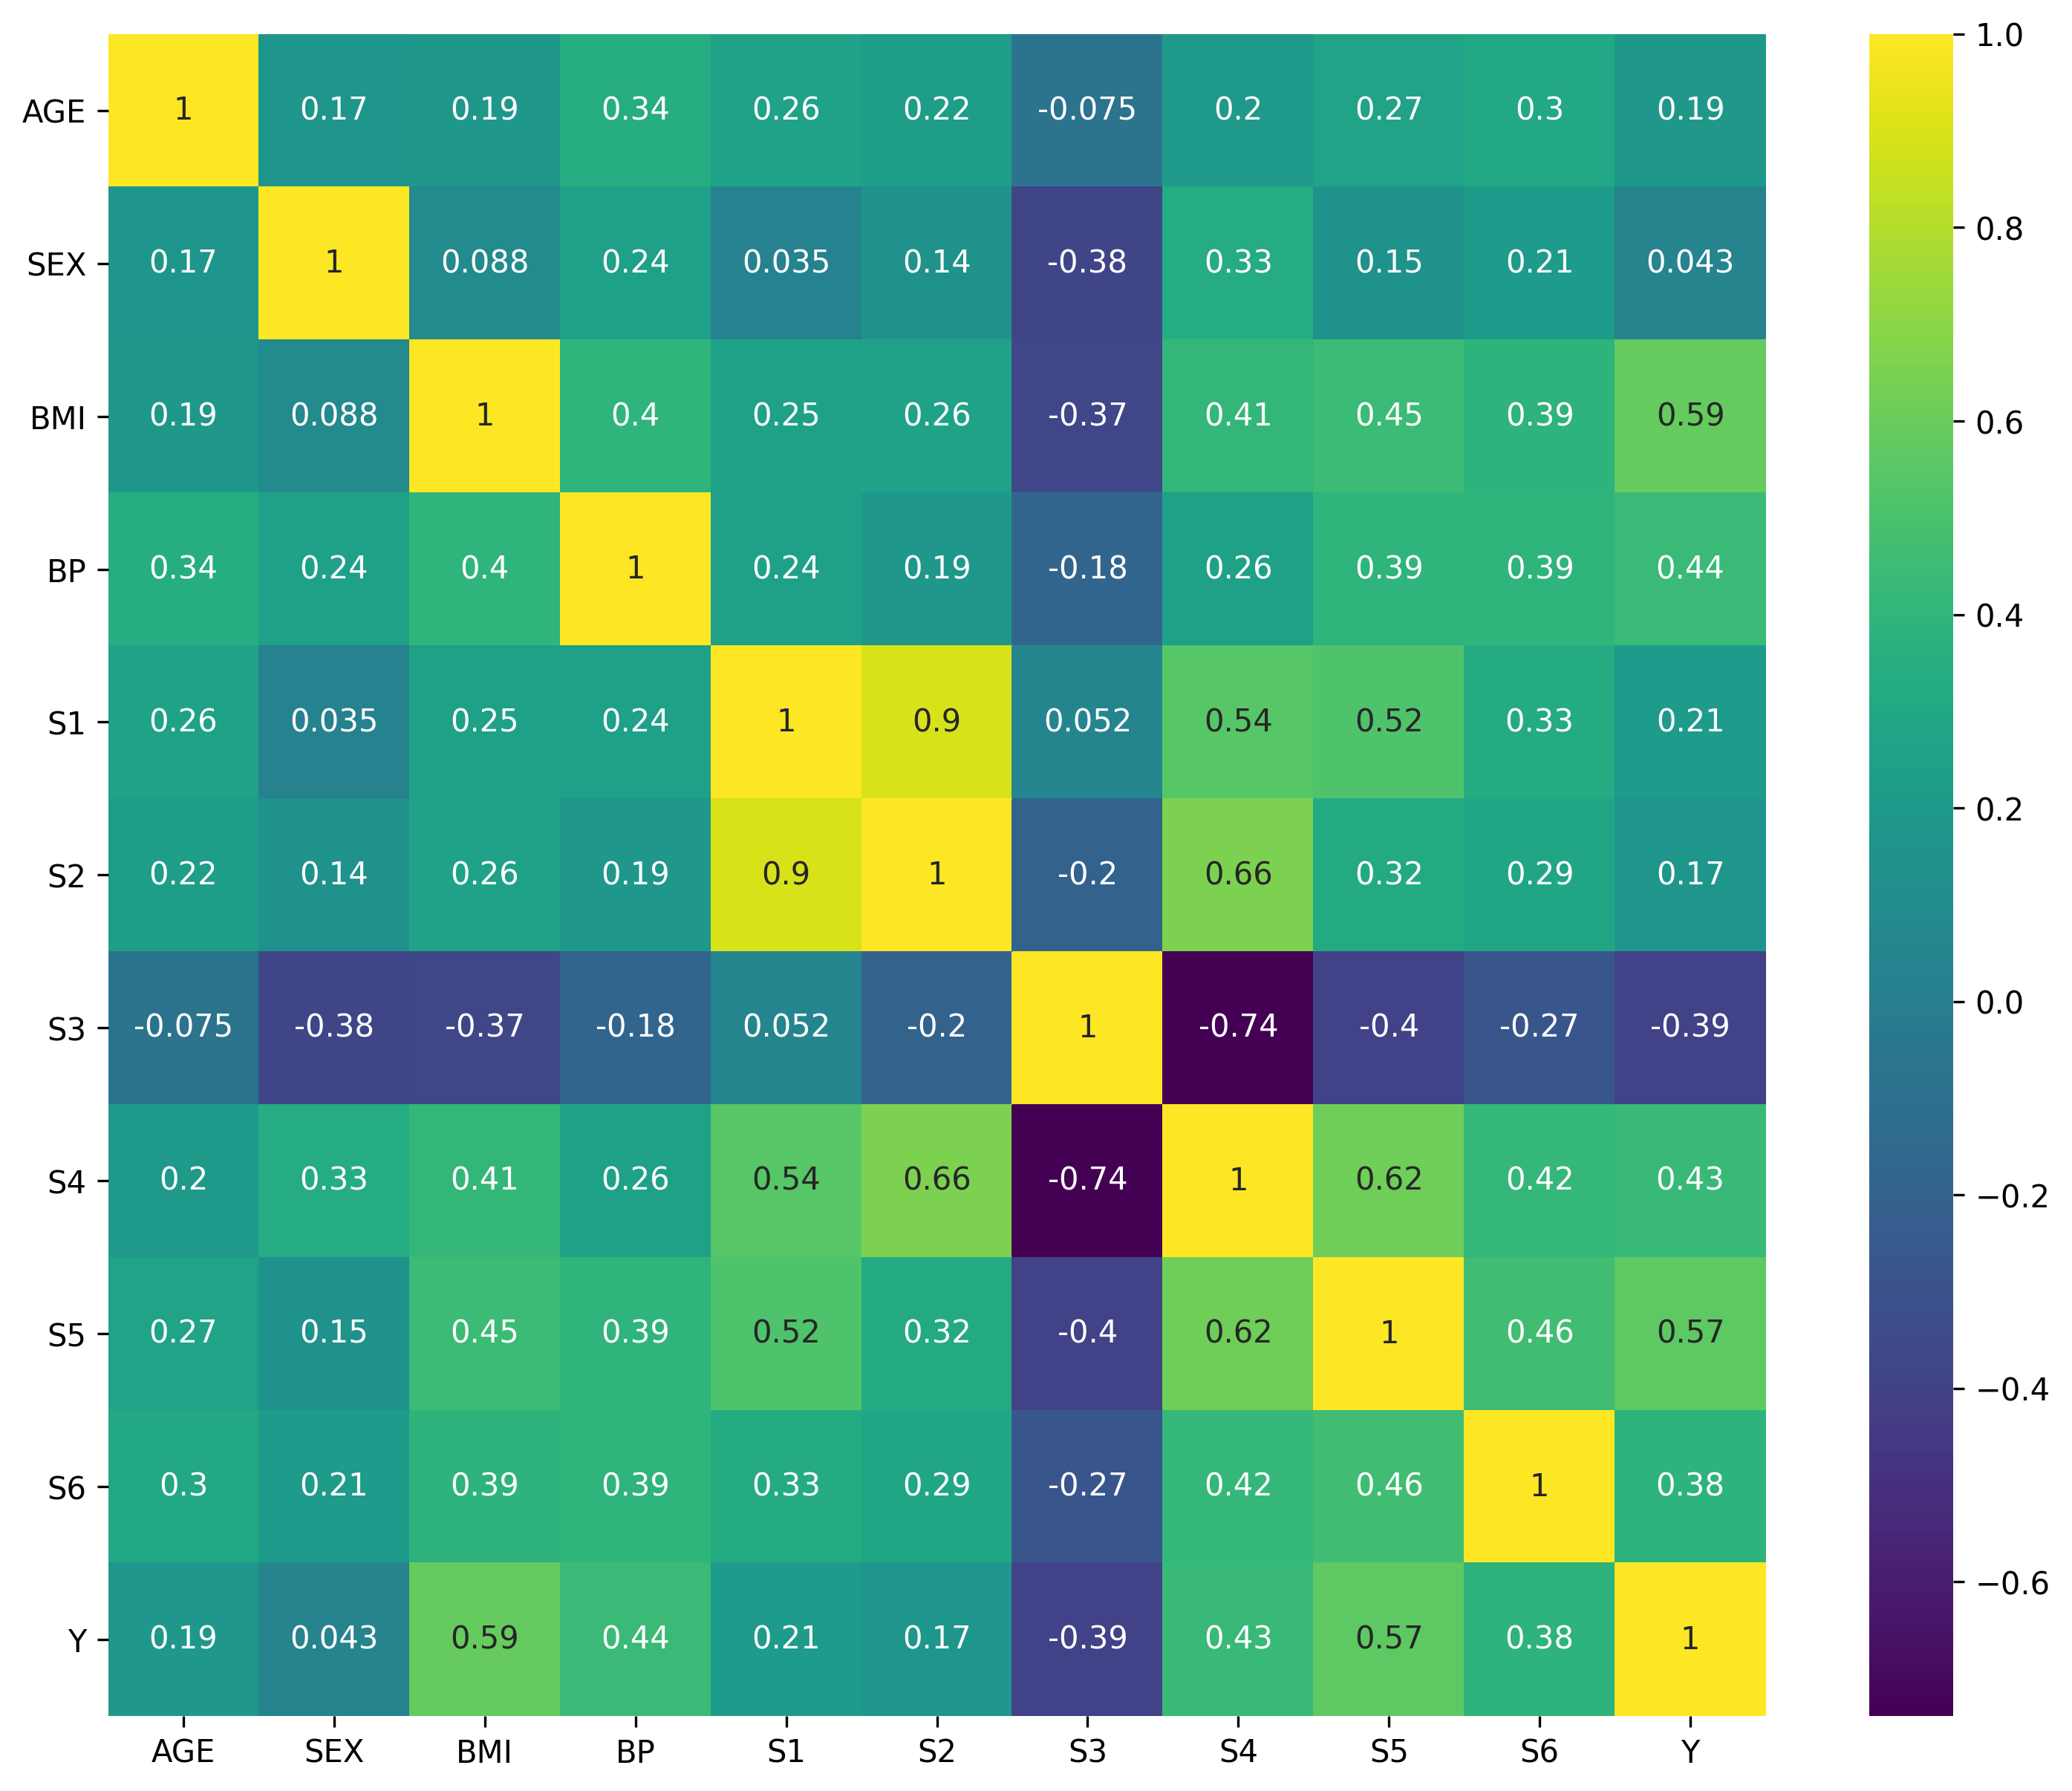 1.0
AGE 1 0.17 0.19 0.34 0.26 0.22 -0.075 0.2 0.27 0.3 0.19
0.8
SEX 0.17 1 0.088 0.24 0.035 0.14 -0.38 0.33 0.15 0.21 0.043
BMI 0.19 0.088 1 0.4 0.25 0.26 -0.37 0.41 0.45 0.39 0.59
0.6
BP 0.34 0.24 0.4 1 0.24 0.19 -0.18 0.26 0.39 0.39 0.44
0.4
S1 0.26 0.035 0.25 0.24 1 0.9 0.052 0.54 0.52 0.33 0.21
0.2
S2 0.22 0.14 0.26 0.19 0.9 1 -0.2 0.66 0.32 0.29 0.17
0.0
S3 -0.075 -0.38 -0.37 -0.18 0.052 -0.2 1 -0.74 -0.4 -0.27 -0.39
S4 0.2 0.33 0.41 0.26 0.54 0.66 -0.74 1 0.62 0.42 0.43
−0.2
S5 0.27 0.15 0.45 0.39 0.52 0.32 -0.4 0.62 1 0.46 0.57
−0.4
S6 0.3 0.21 0.39 0.39 0.33 0.29 -0.27 0.42 0.46 1 0.38
−0.6
Y 0.19 0.043 0.59 0.44 0.21 0.17 -0.39 0.43 0.57 0.38 1
AGE SEX BMI BP S1 S2 S3 S4 S5 S6 Y